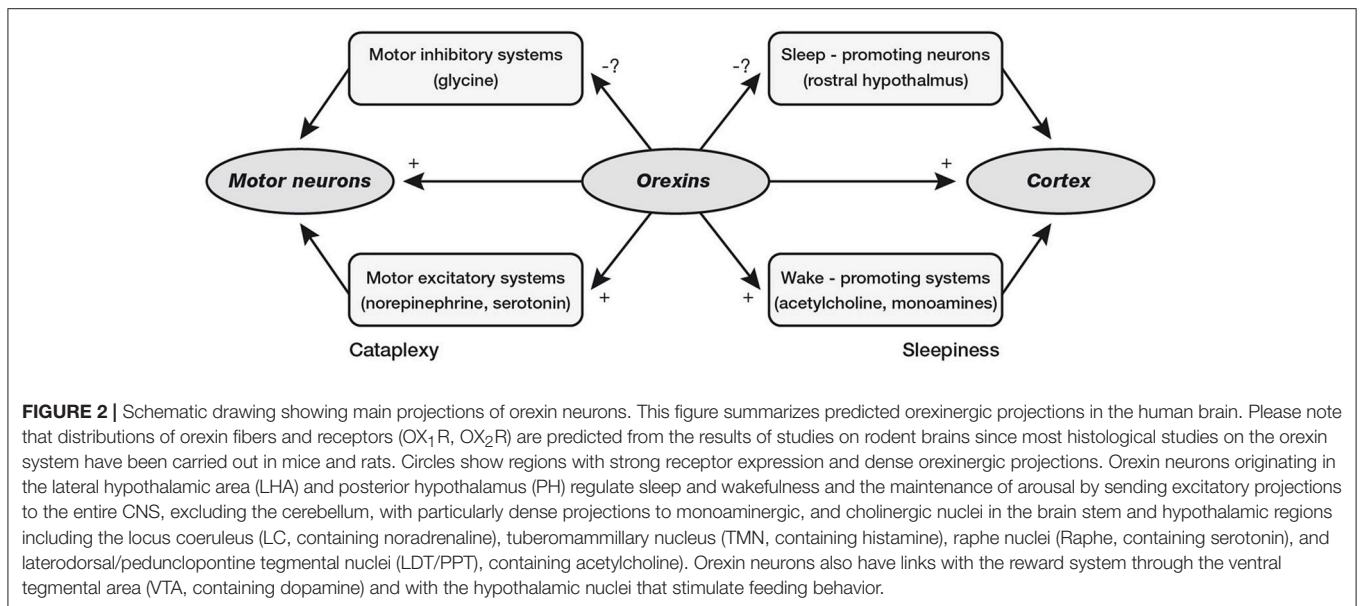 Motor inhibitory systems
(glycine)
-?
-?
Sleep - promoting neurons
(rostral hypothalmus)
Motor neurons
+
Orexins
+
Cortex
Motor excitatory systems
(norepinephrine, serotonin)
+
+
Wake - promoting systems
(acetylcholine, monoamines)
Cataplexy
Sleepiness
FIGURE 2 | Schematic drawing showing main projections of orexin neurons. This figure summarizes predicted orexinergic projections in the human brain. Please note
that distributions of orexin fibers and receptors (OX₁R, OX₂R) are predicted from the results of studies on rodent brains since most histological studies on the orexin
system have been carried out in mice and rats. Circles show regions with strong receptor expression and dense orexinergic projections. Orexin neurons originating in
the lateral hypothalamic area (LHA) and posterior hypothalamus (PH) regulate sleep and wakefulness and the maintenance of arousal by sending excitatory projections
to the entire CNS, excluding the cerebellum, with particularly dense projections to monoaminergic, and cholinergic nuclei in the brain stem and hypothalamic regions
including the locus coeruleus (LC, containing noradrenaline), tuberomammillary nucleus (TMN, containing histamine), raphe nuclei (Raphe, containing serotonin), and
laterodorsal/pedunclopontine tegmental nuclei (LDT/PPT), containing acetylcholine). Orexin neurons also have links with the reward system through the ventral
tegmental area (VTA, containing dopamine) and with the hypothalamic nuclei that stimulate feeding behavior.